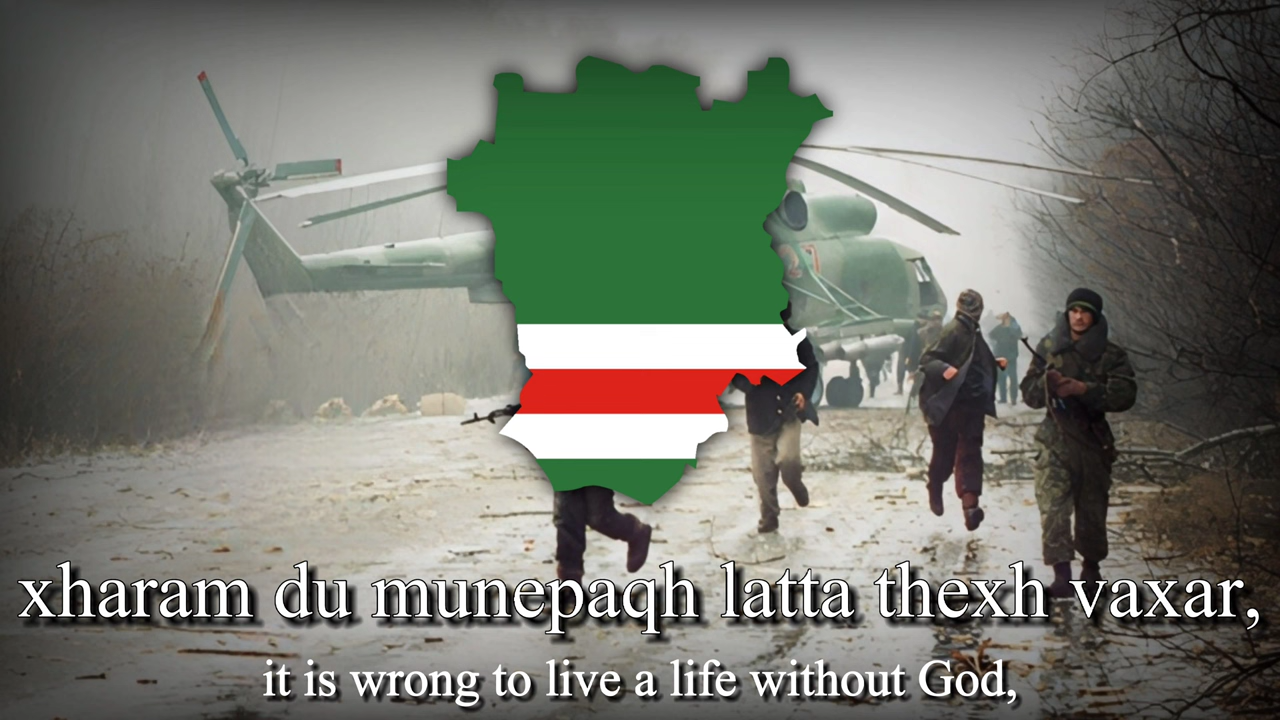 xharam du munepaqh latta thexh vaxar,
it is wrong to live a life without God,